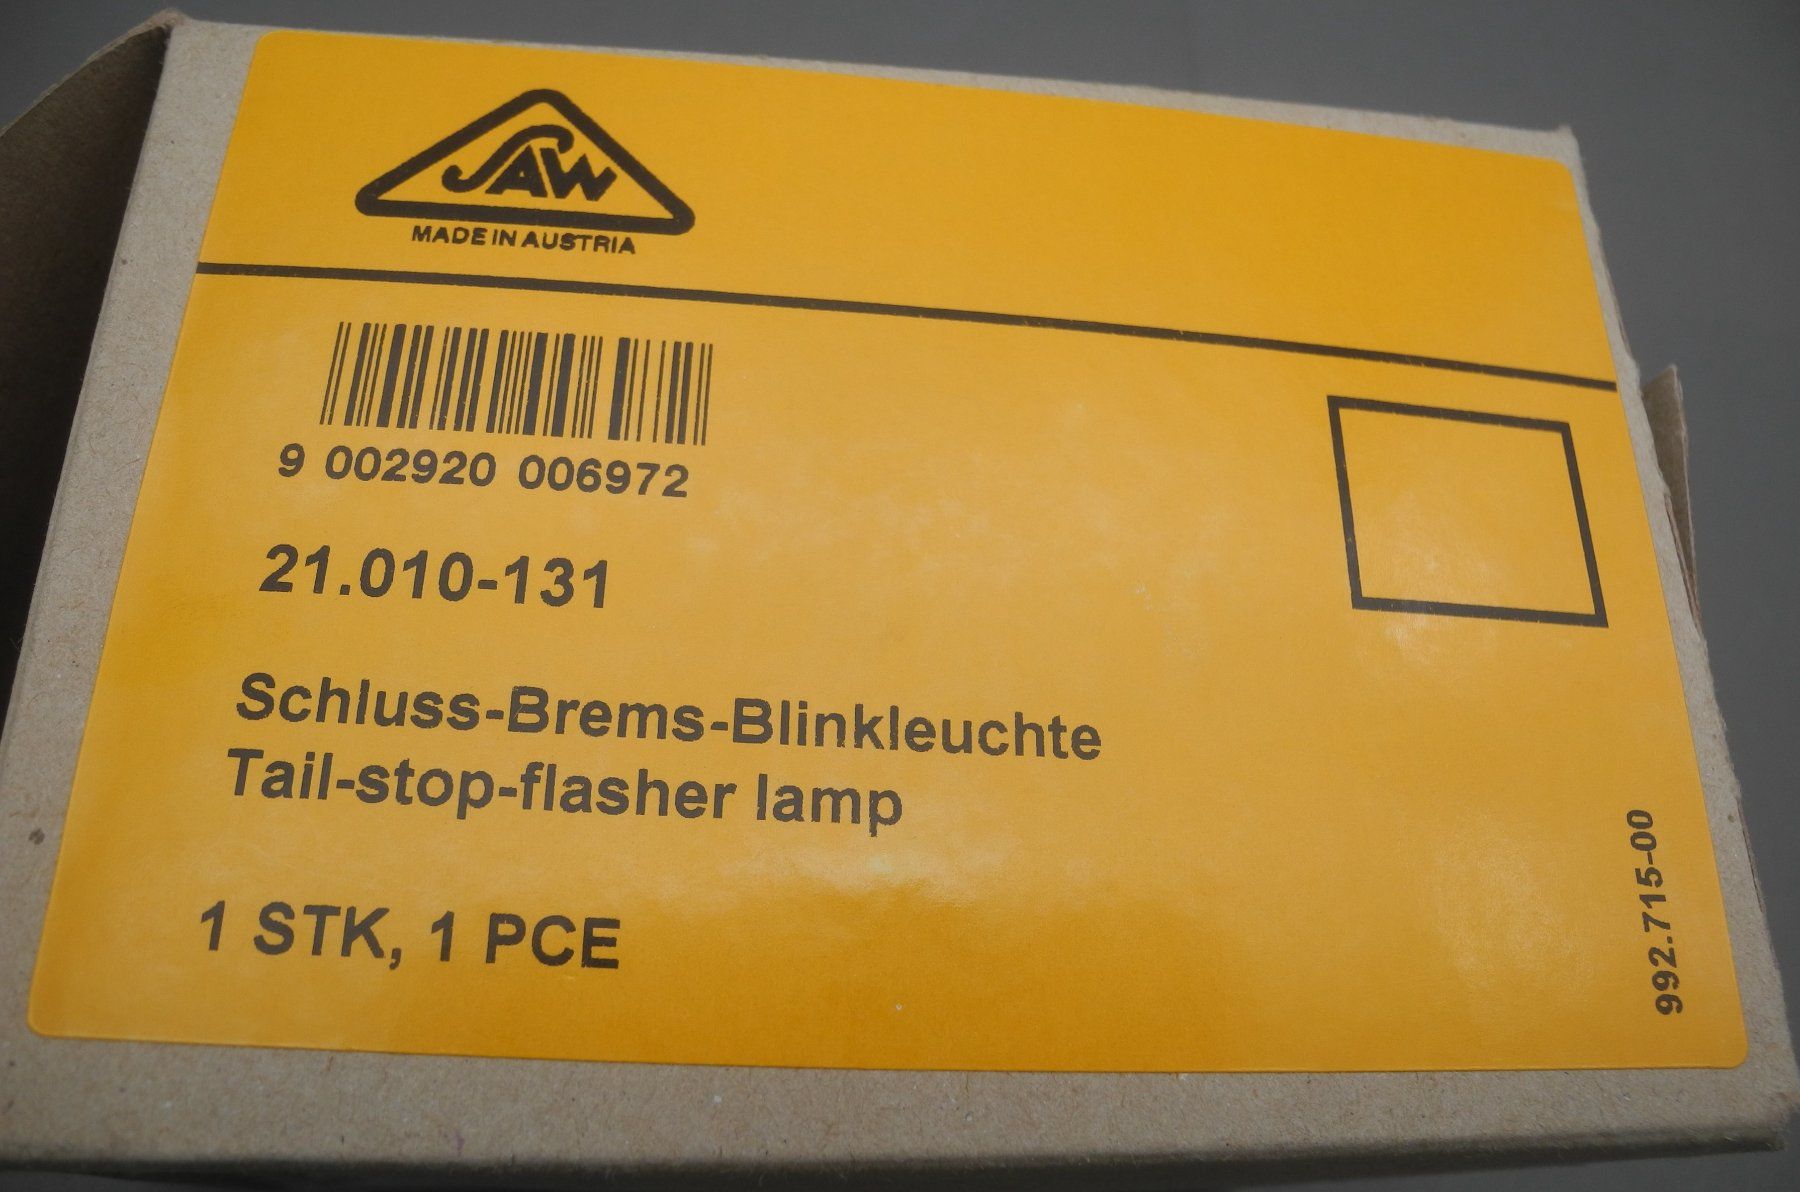 SAW
MADE IN AUSTRIA
9 002920 006972
21.010-131
Schluss-Brems-Blinkleuchte
Tail-stop-flasher lamp
1 STK, 1 PCE
992.715-00